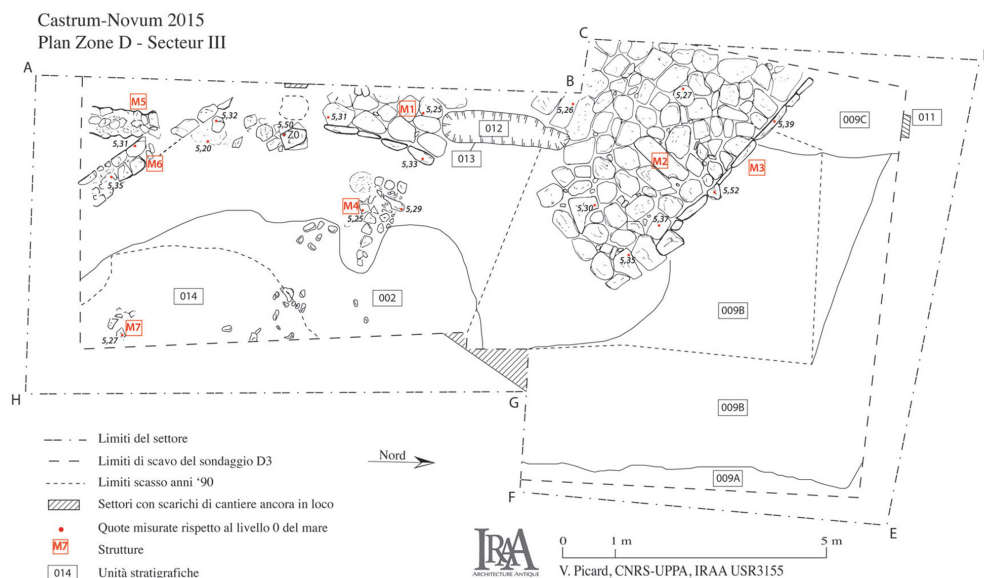 Castrum-Novum 2015
Plan Zone D - Secteur III
A
B
C
M5
5,31
M6
5,35
5,32
5,20
5,50
Z0
5,31
M1
5,25
5,33
012
013
5,26
5,27
5,39
009C
011
M2
M3
5,52
5,30
5,37
5,35
M4
5,25
5,29
014
002
009B
M7
5,27
H
G
009B
009A
F
E
Limiti del settore
Limiti di scavo del sondaggio D3
Limiti scasso anni ‘90
Settori con scarichi di cantiere ancora in loco
Quote misurate rispetto al livello 0 del mare
M7 Strutture
014 Unità stratigrafiche
Nord
IRAA
ARCHITECTURE ANTIQUE
0 1 m 5 m
V. Picard, CNRS-UPPA, IRAA USR3155